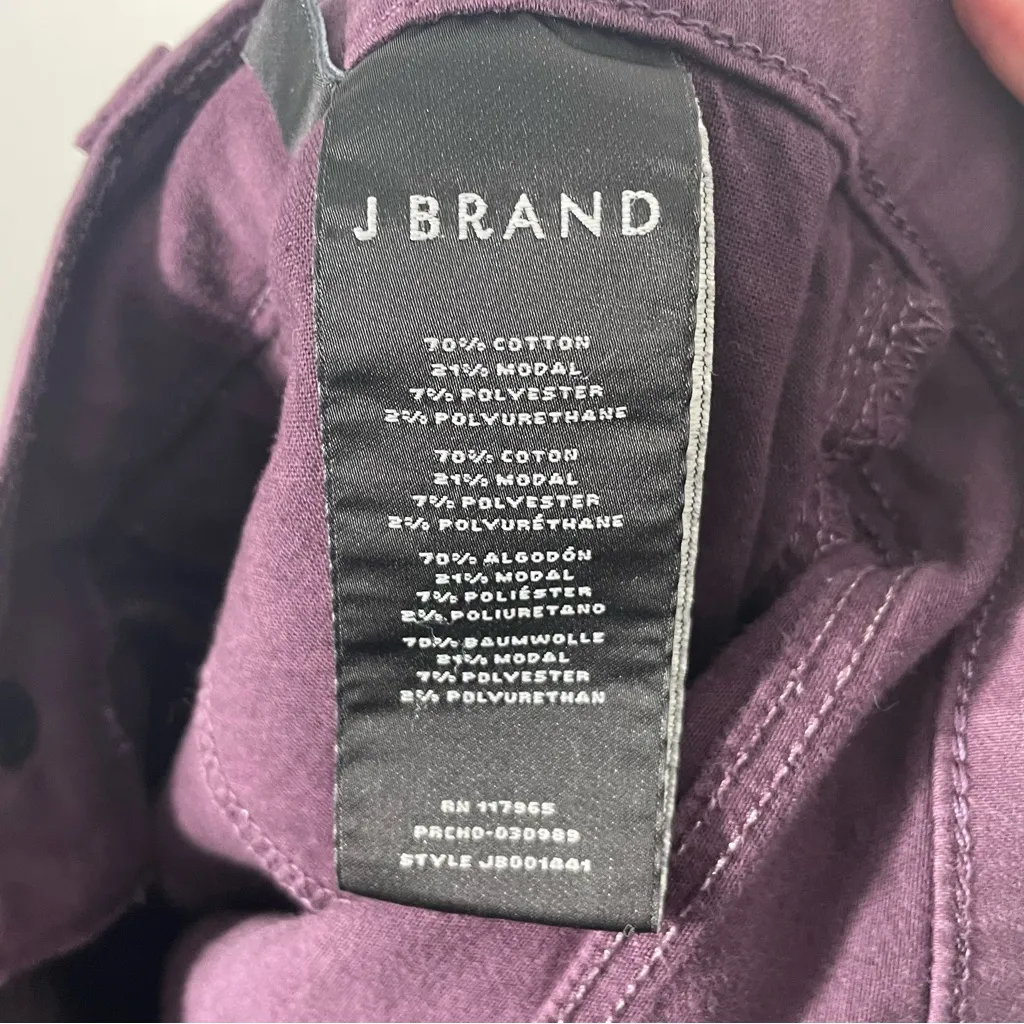 J BRAND
70% COTTON
21% MODAL
7% POLYESTER
2% POLYURETHANE
70% COTON
21% MODAL
7% POLYESTER
2% POLYURÉTHANE
70% ALGODÓN
21% MODAL
7% POLIÉSTER
2% POLIURETANO
70% BAUMWOLLE
21% MODAL
7% POLYESTER
2% POLYURETHAN
RN 117965
PRCHO-030989
STYLE JB001441